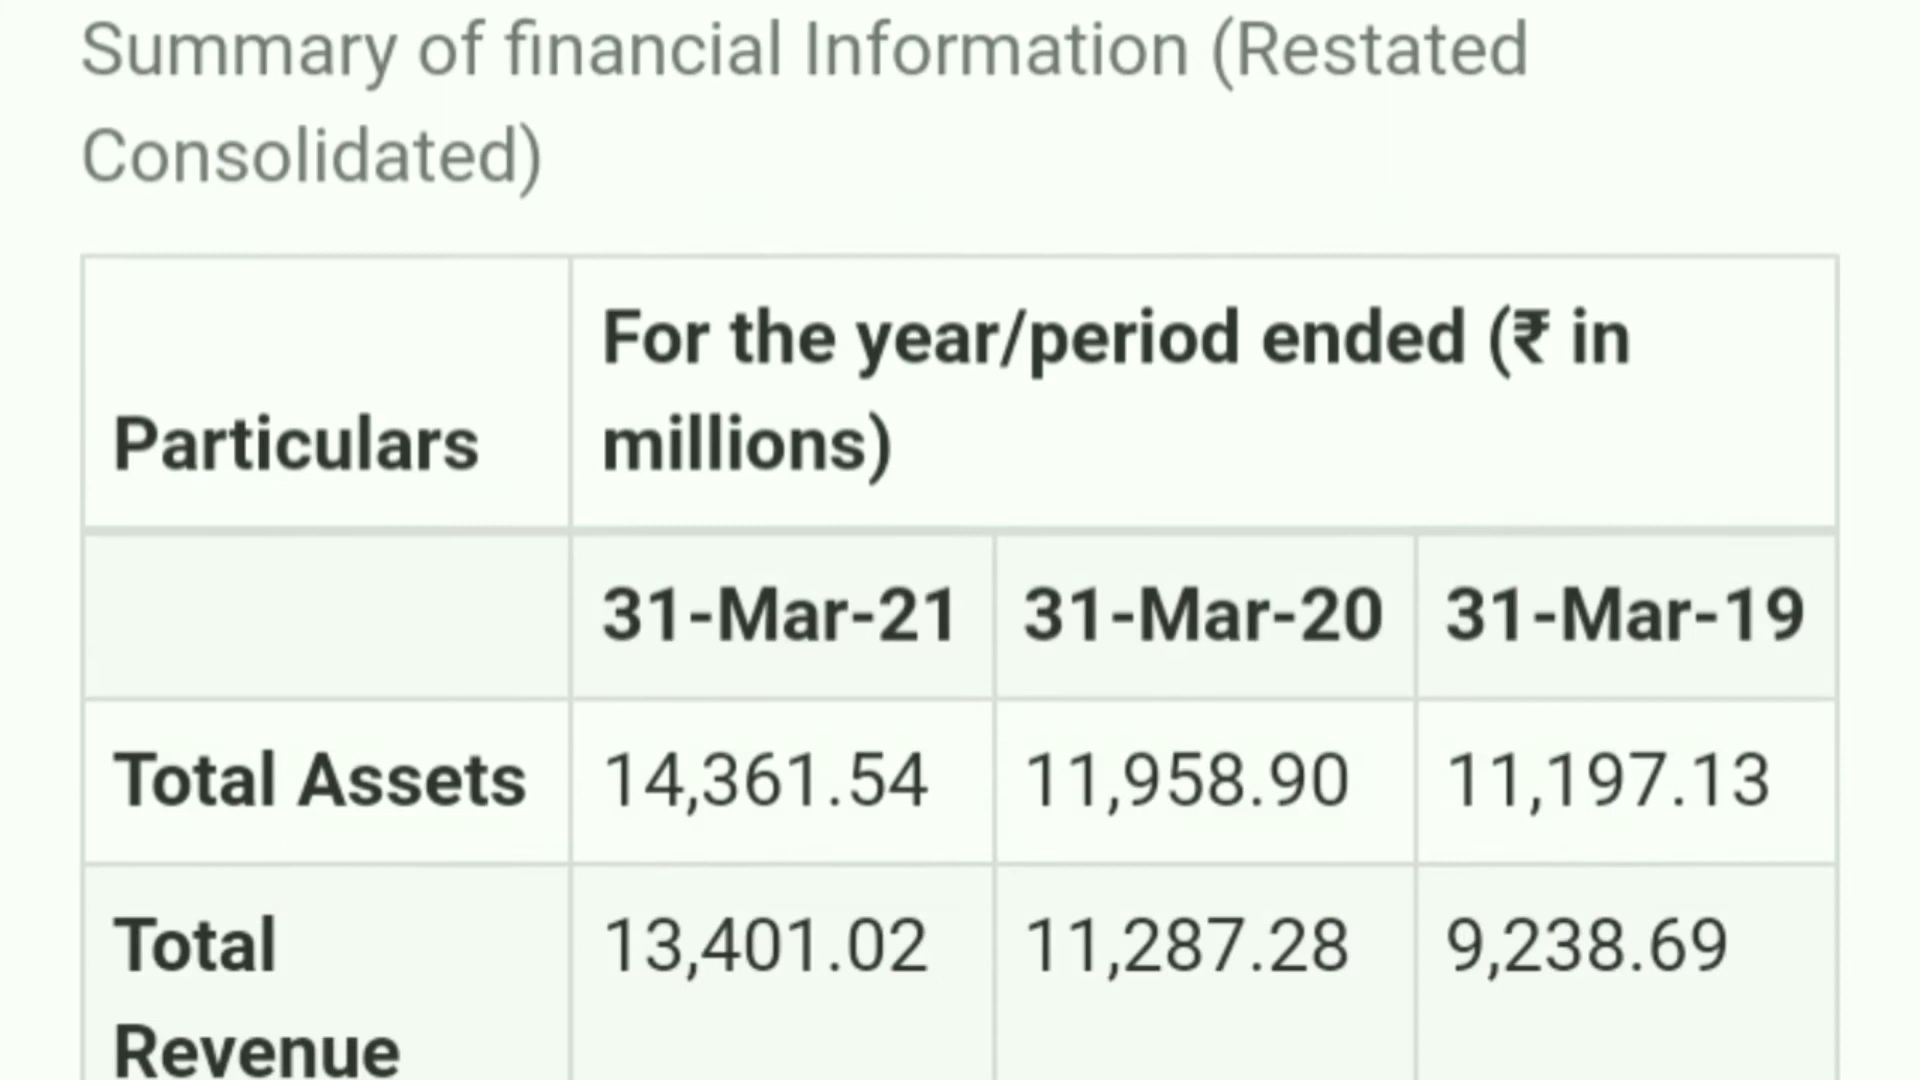 Summary of financial Information (Restated
Consolidated)
Particulars
For the year/period ended (₹ in
millions)
31-Mar-21 31-Mar-20 31-Mar-19
Total Assets 14,361.54 11,958.90 11,197.13
Total 13,401.02 11,287.28 9,238.69
Revenue